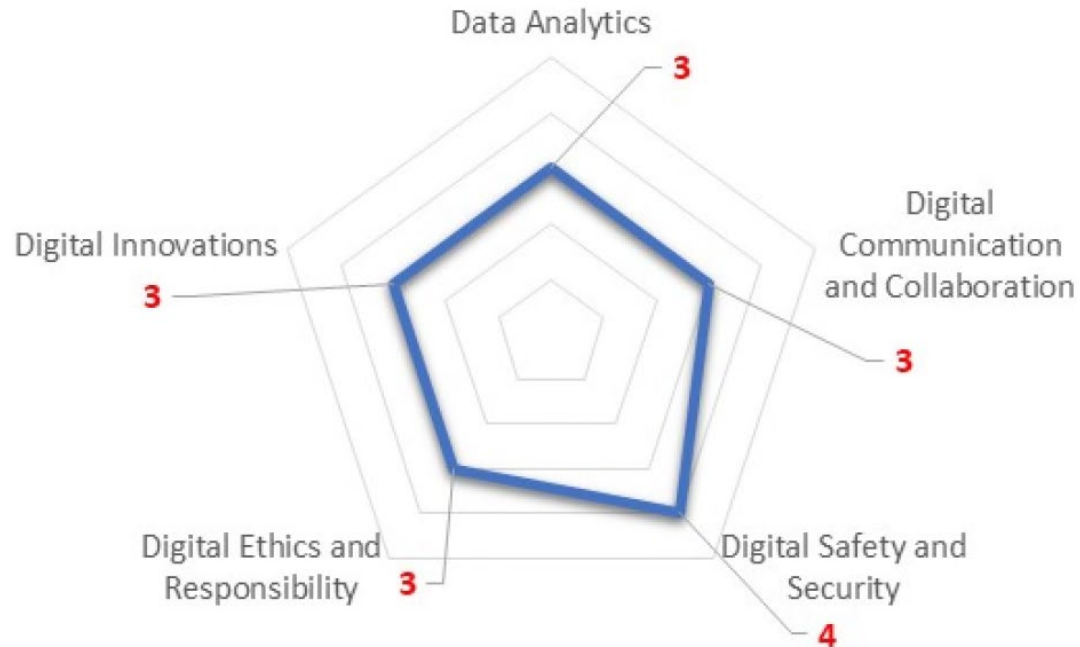 Data Analytics
3
Digital
Communication
and Collaboration
3
Digital Innovations
3
Digital Ethics and
Responsibility
3
Digital Safety and
Security
4